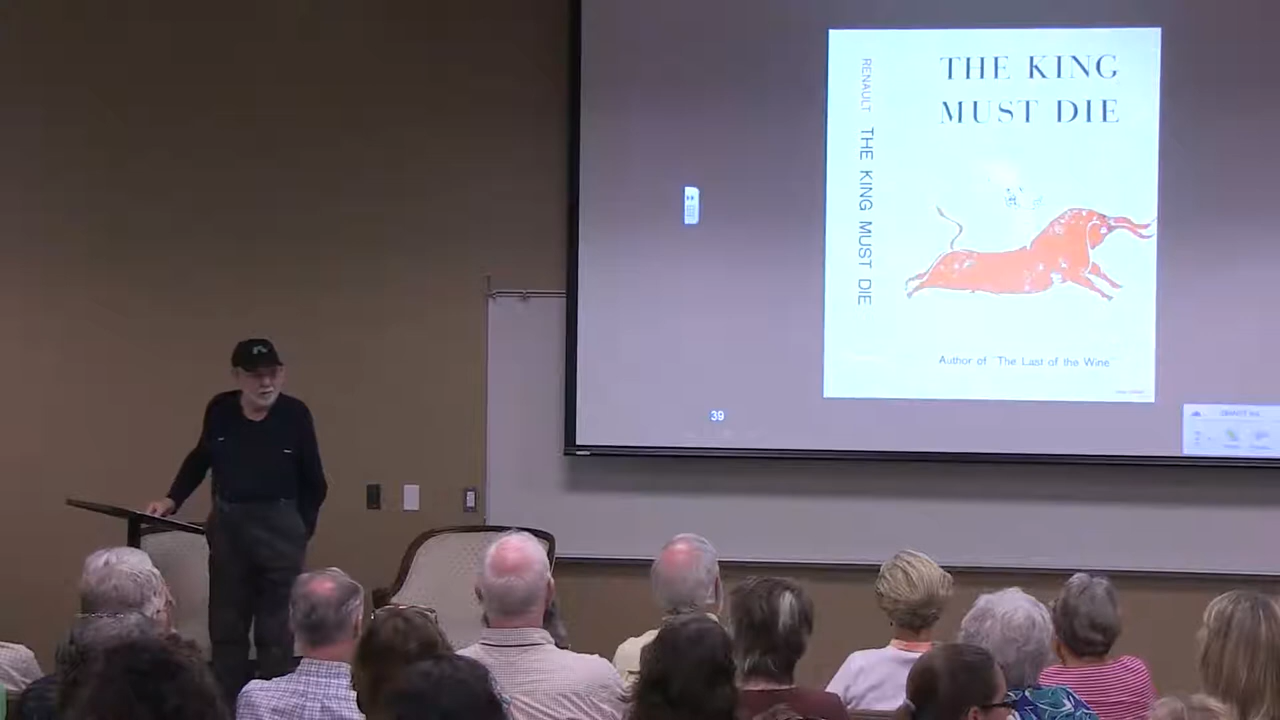 THE KING
MUST DIE
RENAULT THE KING MUST DIE
Author of "The Last of the Wine"
39